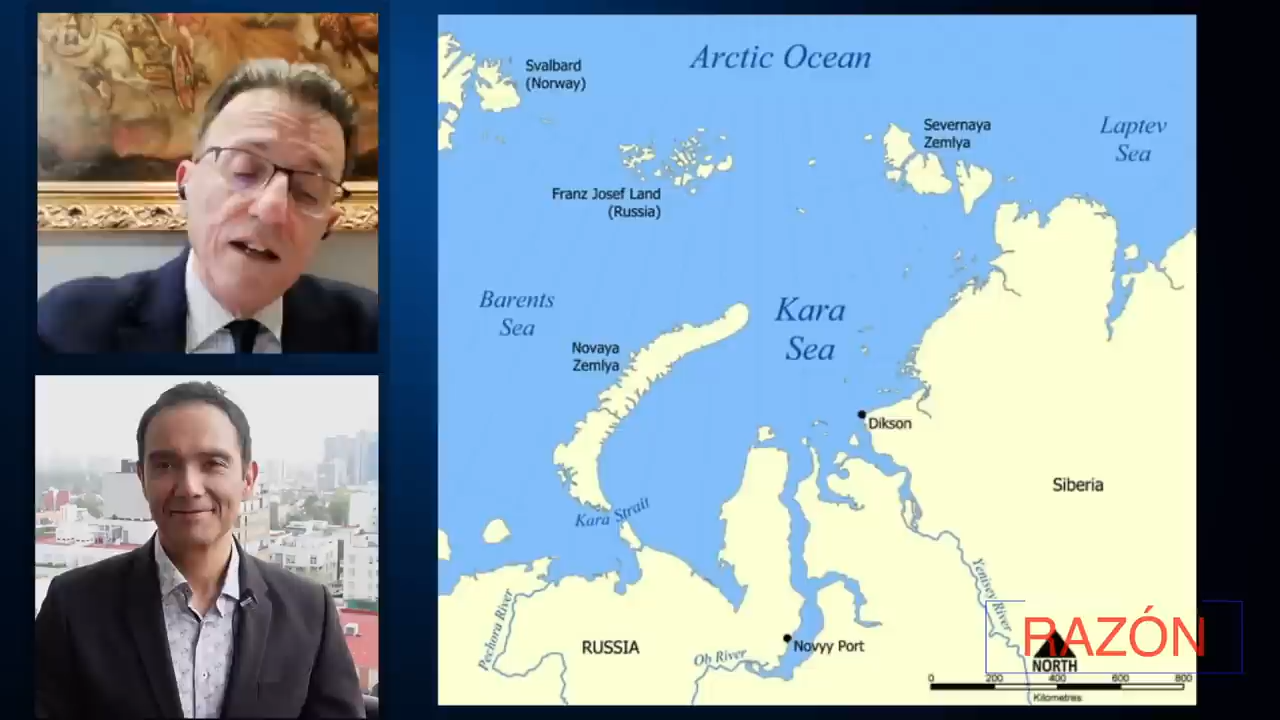 Arctic Ocean
Svalbard
(Norway)
Severnaya
Zemlya
Laptev
Sea
Franz Josef Land
(Russia)
Barents
Sea
Kara
Sea
Novaya
Zemlya
Dikson
Siberia
Kara Strait
Yenisey River
Pechora River
RUSSIA
Ob River
Novyy Port
RAZÓN
NORTH
0 200 400 600 800
Kilometres